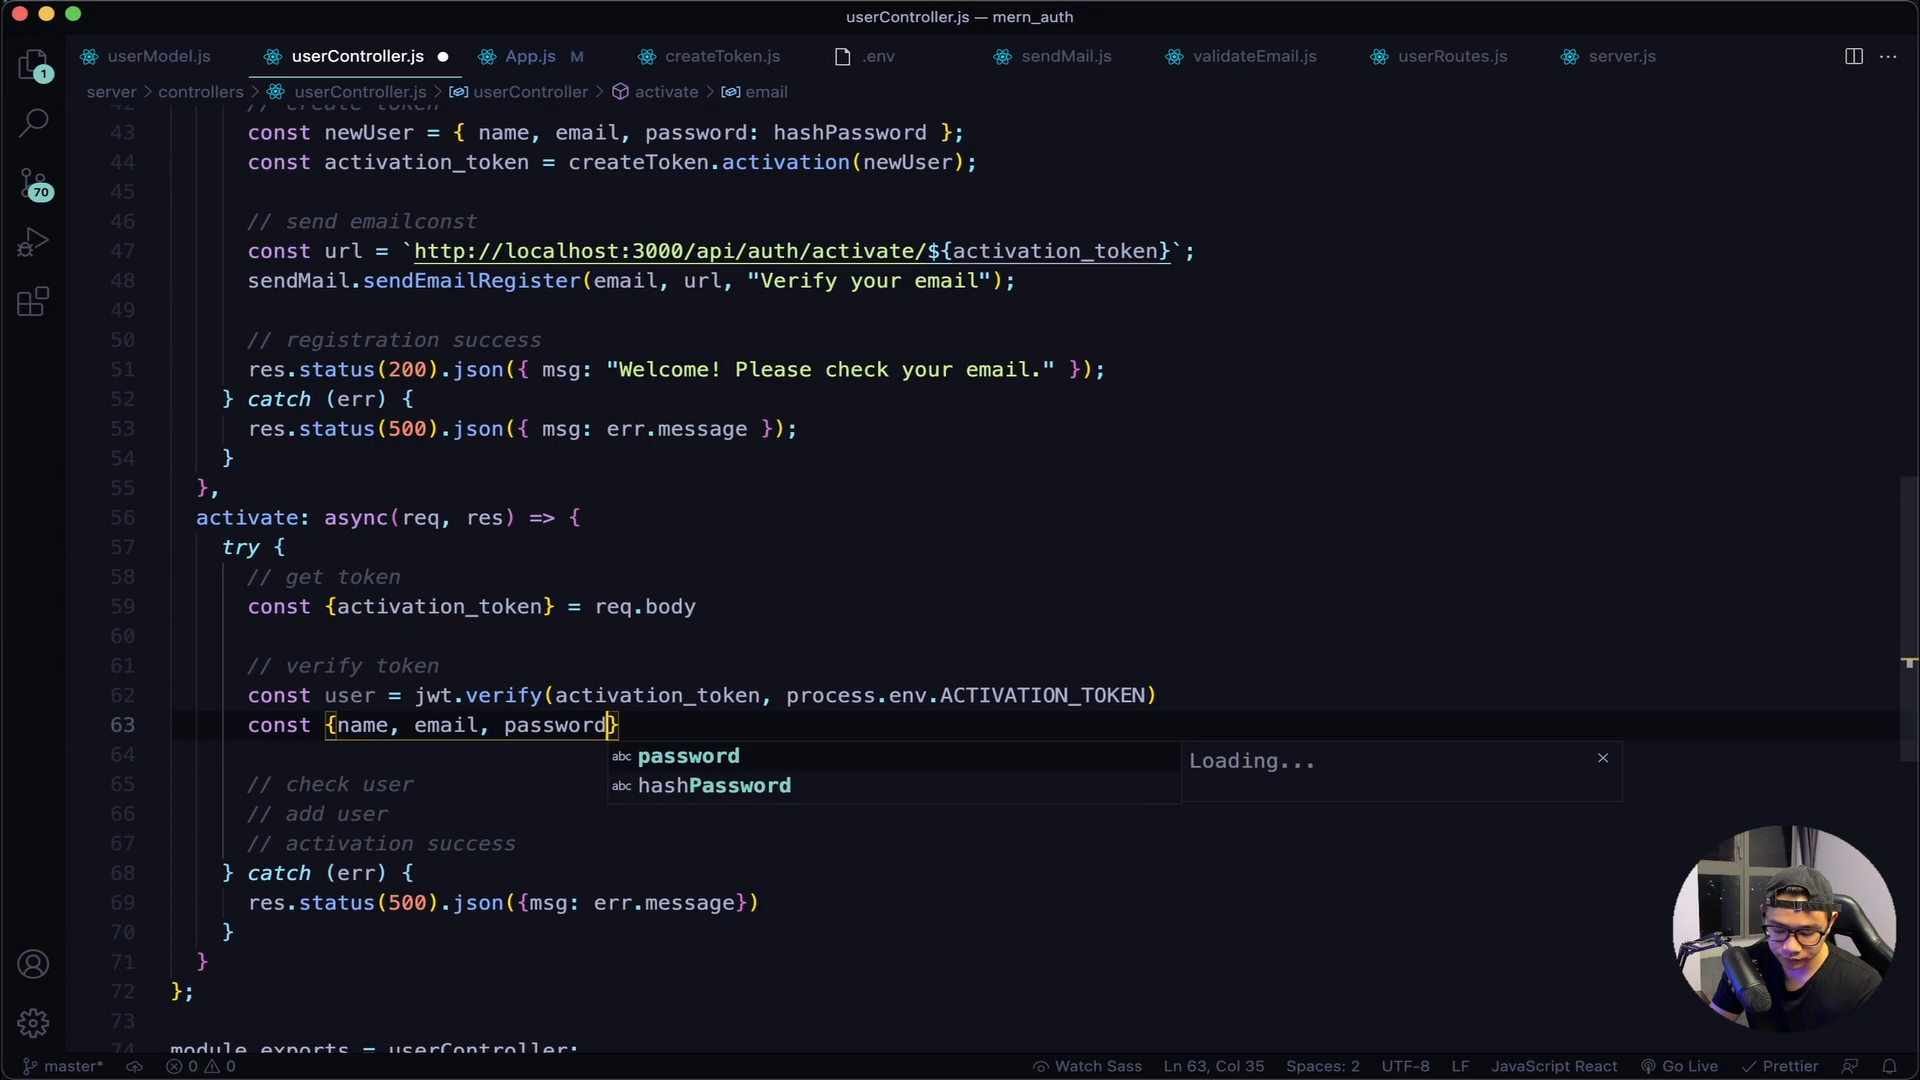 userController.js — mern_auth
userModel.js
userController.js
App.js M
createToken.js
.env
sendMail.js
validateEmail.js
userRoutes.js
server.js
server > controllers > userController.js > userController > activate > email
1
70
42 // create token
43 const newUser = { name, email, password: hashPassword };
44 const activation_token = createToken.activation(newUser);
45
46 // send emailconst
47 const url = `http://localhost:3000/api/auth/activate/${activation_token}`;
48 sendMail.sendEmailRegister(email, url, "Verify your email");
49
50 // registration success
51 res.status(200).json({ msg: "Welcome! Please check your email." });
52 } catch (err) {
53 res.status(500).json({ msg: err.message });
54 }
55 },
56 activate: async(req, res) => {
57 try {
58 // get token
59 const {activation_token} = req.body
60
61 // verify token
62 const user = jwt.verify(activation_token, process.env.ACTIVATION_TOKEN)
63 const {name, email, password}
64
abc password
abc hashPassword
Loading...
65 // check user
66 // add user
67 // activation success
68 } catch (err) {
69 res.status(500).json({msg: err.message})
70 }
71 }
72 };
73
74 module.exports = userController;
master*
0 0
Watch Sass
Ln 63, Col 35
Spaces: 2
UTF-8
LF
JavaScript React
Go Live
Prettier